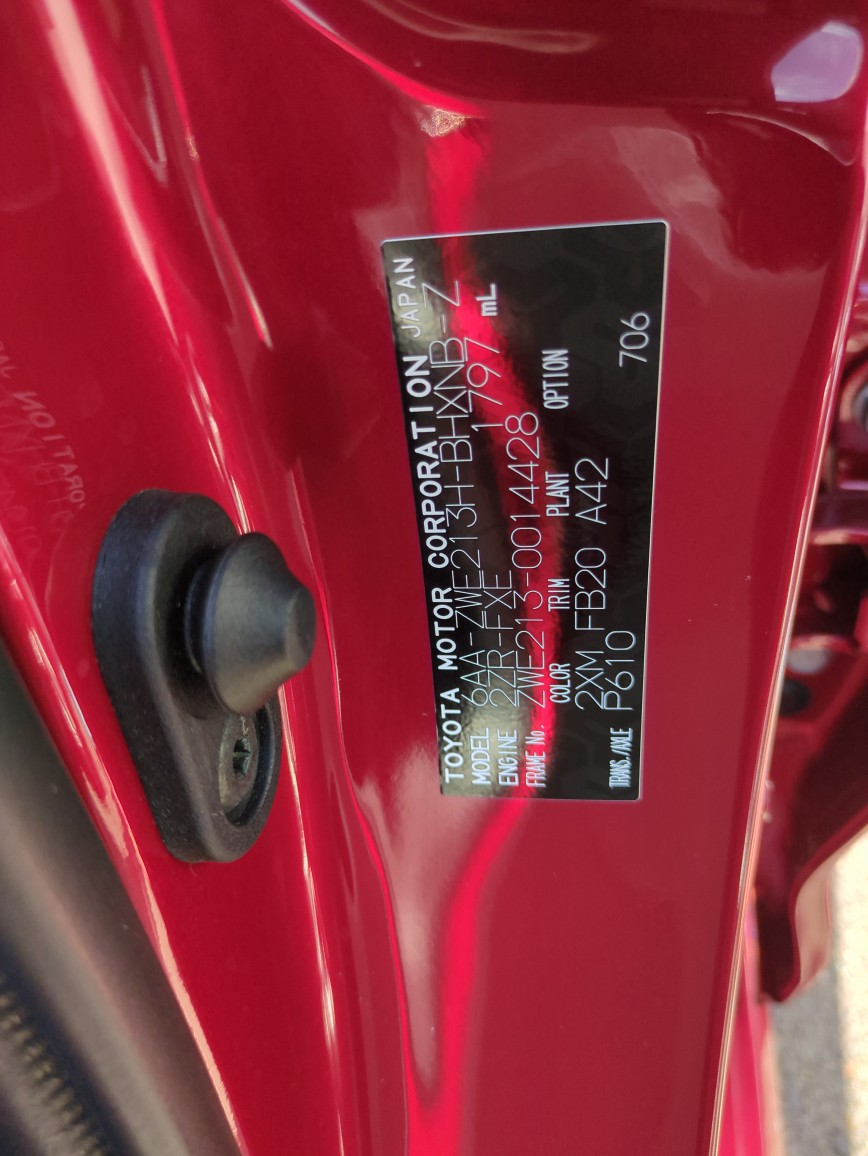 TOYOTA MOTOR CORPORATION JAPAN
MODEL 6AA-ZWE213H-BHXNB-Z
ENGINE 2ZR-FXE 1797 mL
FRAME No. ZWE213-0014428
COLOR TRIM PLANT OPTION
2XM FB20 A42
TRANS./AXLE P610 706